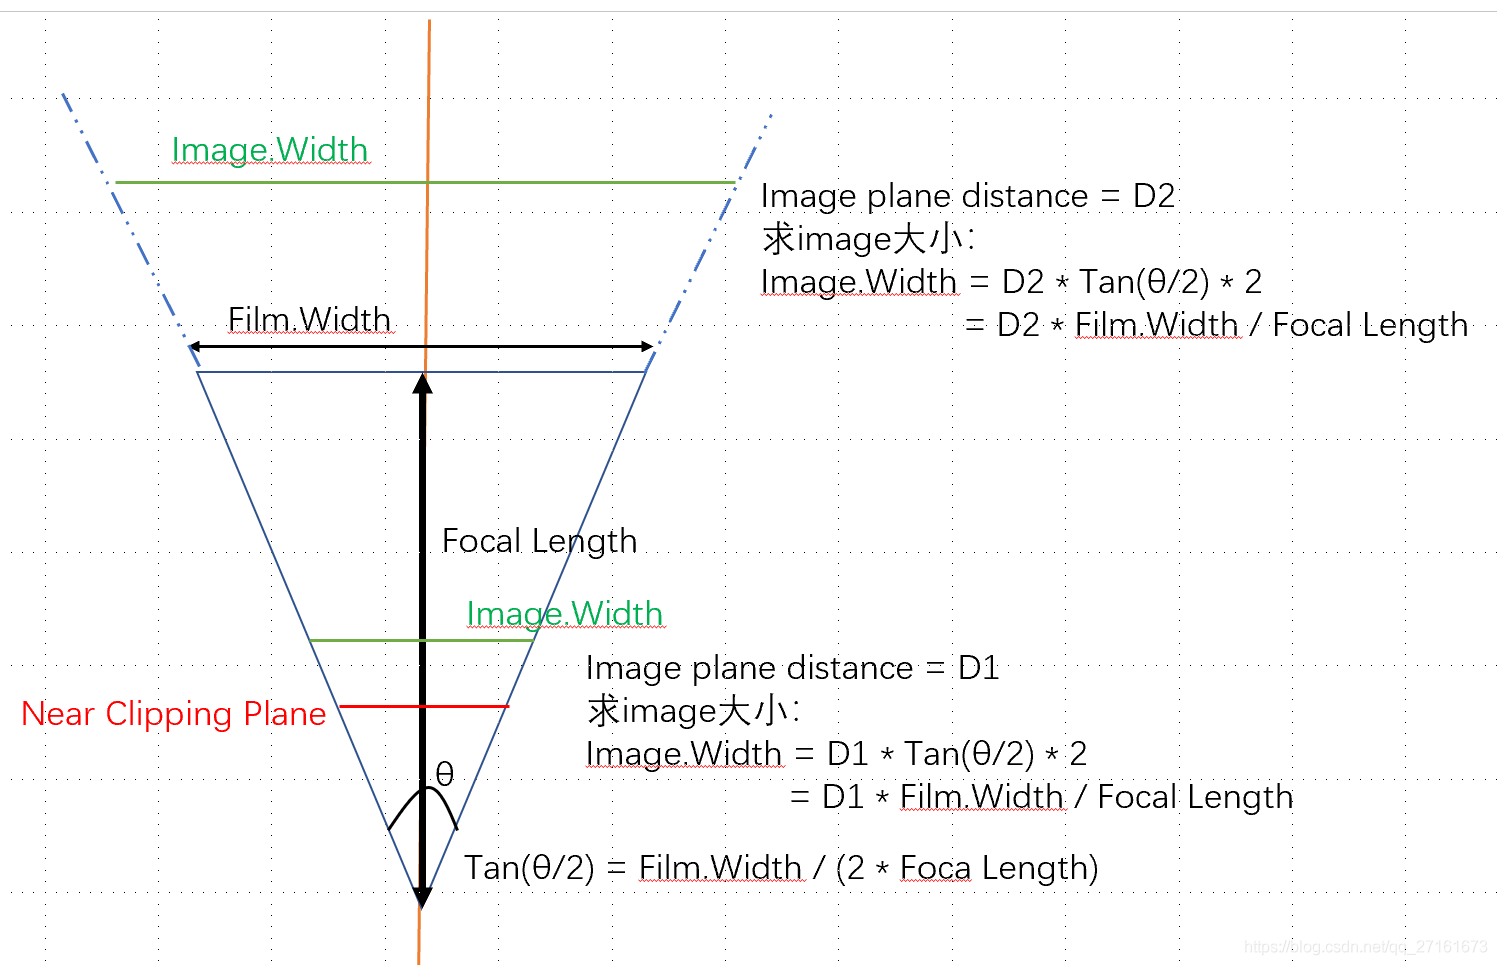 Image.Width
Image plane distance = D2
求image大小：
Image.Width = D2 * Tan(θ/2) * 2
= D2 * Film.Width / Focal Length
Film.Width
Focal Length
Image.Width
Image plane distance = D1
求image大小：
Near Clipping Plane
Image.Width = D1 * Tan(θ/2) * 2
θ
= D1 * Film.Width / Focal Length
Tan(θ/2) = Film.Width / (2 * Foca Length)
https://blog.csdn.net/qq_27161673